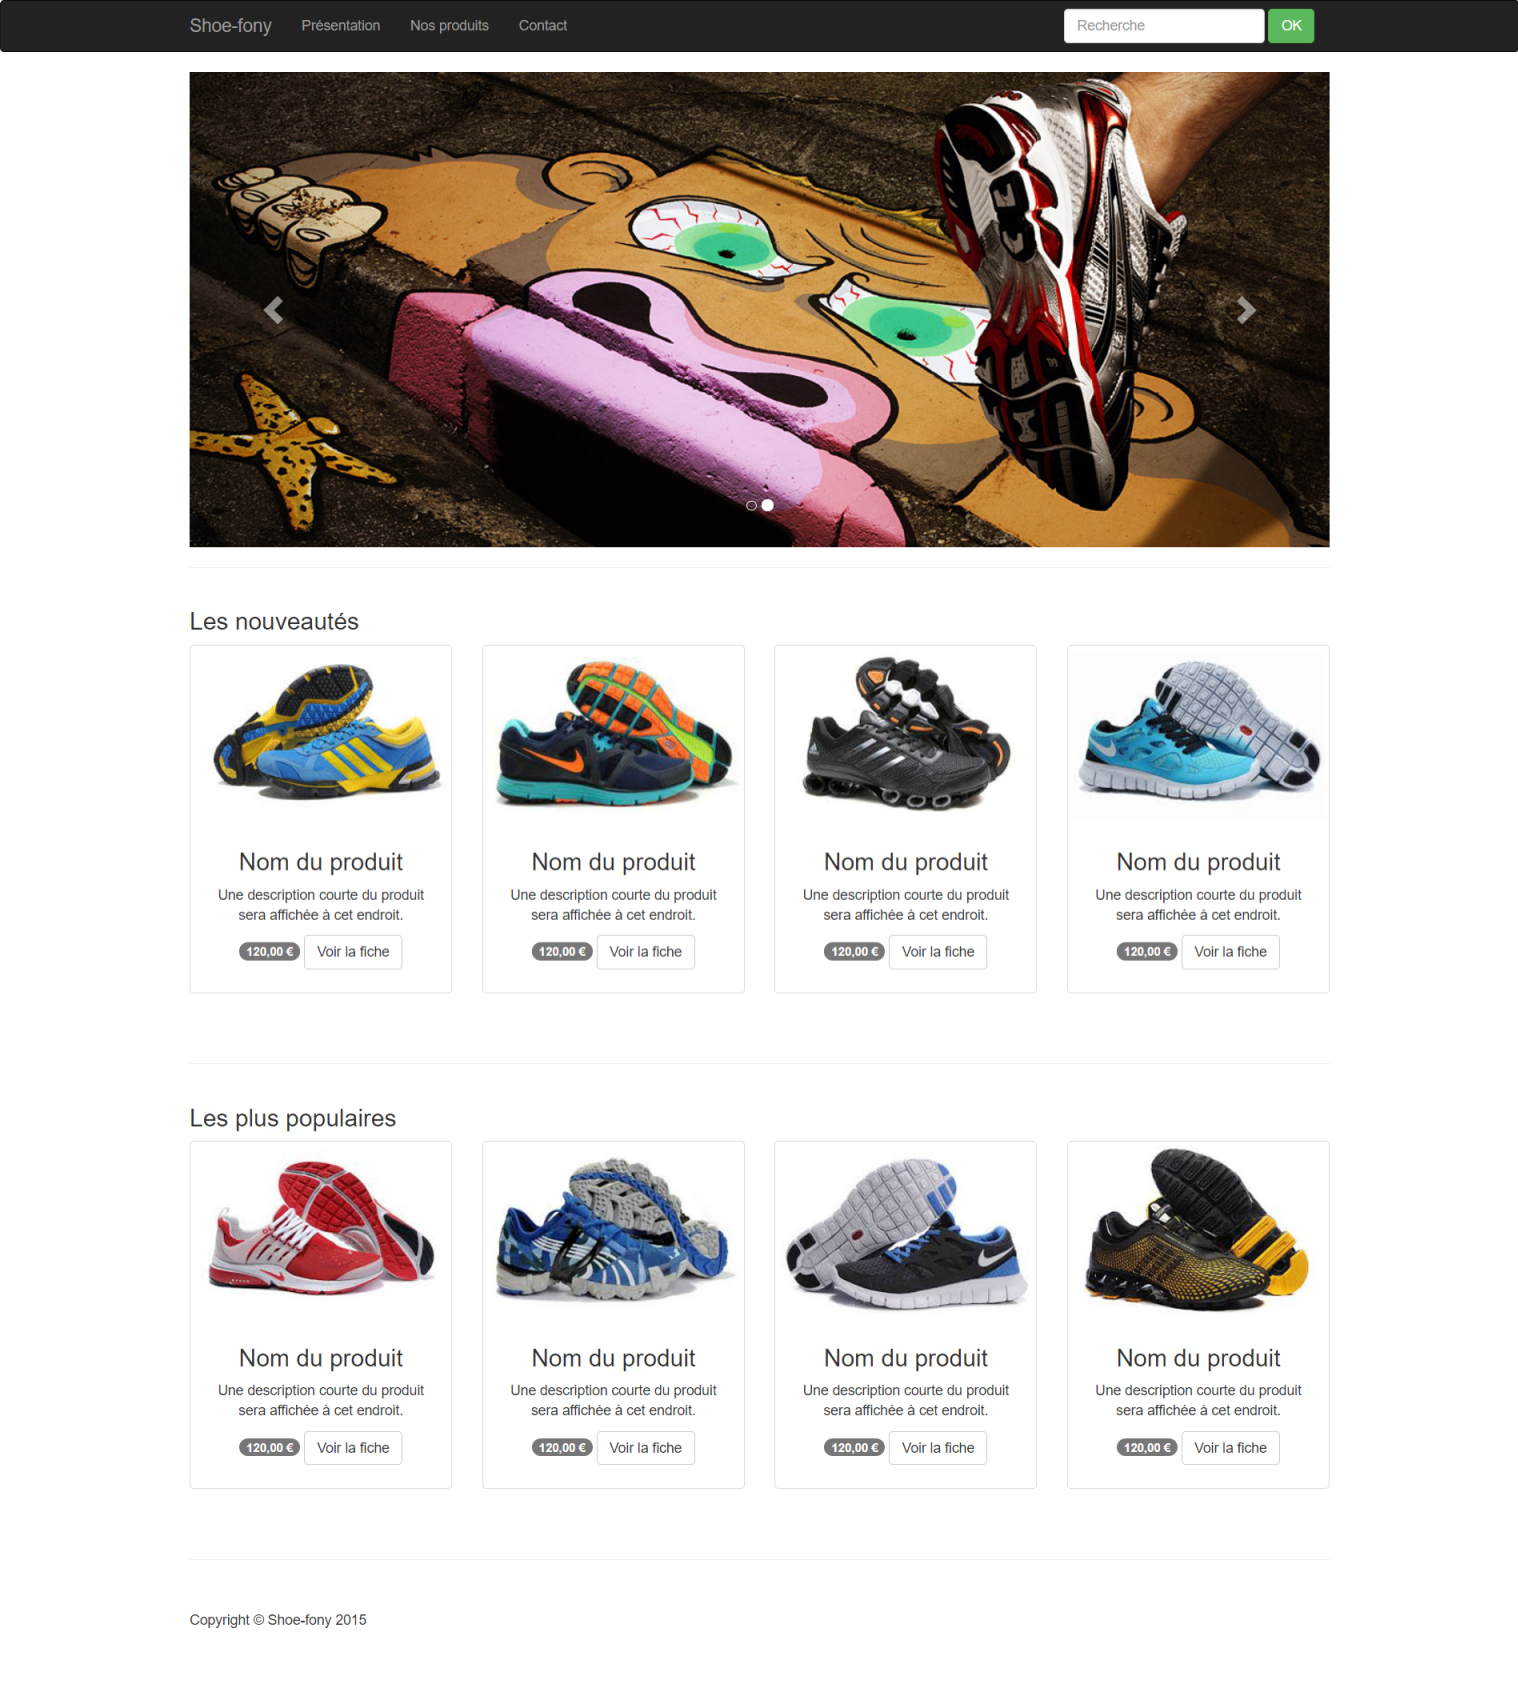 Shoe-fony Présentation Nos produits Contact Recherche OK
Les nouveautés
Nom du produit Nom du produit Nom du produit Nom du produit
Une description courte du produit Une description courte du produit Une description courte du produit Une description courte du produit
sera affichée à cet endroit. sera affichée à cet endroit. sera affichée à cet endroit. sera affichée à cet endroit.
120,00 € Voir la fiche 120,00 € Voir la fiche 120,00 € Voir la fiche 120,00 € Voir la fiche
Les plus populaires
Nom du produit Nom du produit Nom du produit Nom du produit
Une description courte du produit Une description courte du produit Une description courte du produit Une description courte du produit
sera affichée à cet endroit. sera affichée à cet endroit. sera affichée à cet endroit. sera affichée à cet endroit.
120,00 € Voir la fiche 120,00 € Voir la fiche 120,00 € Voir la fiche 120,00 € Voir la fiche
Copyright © Shoe-fony 2015